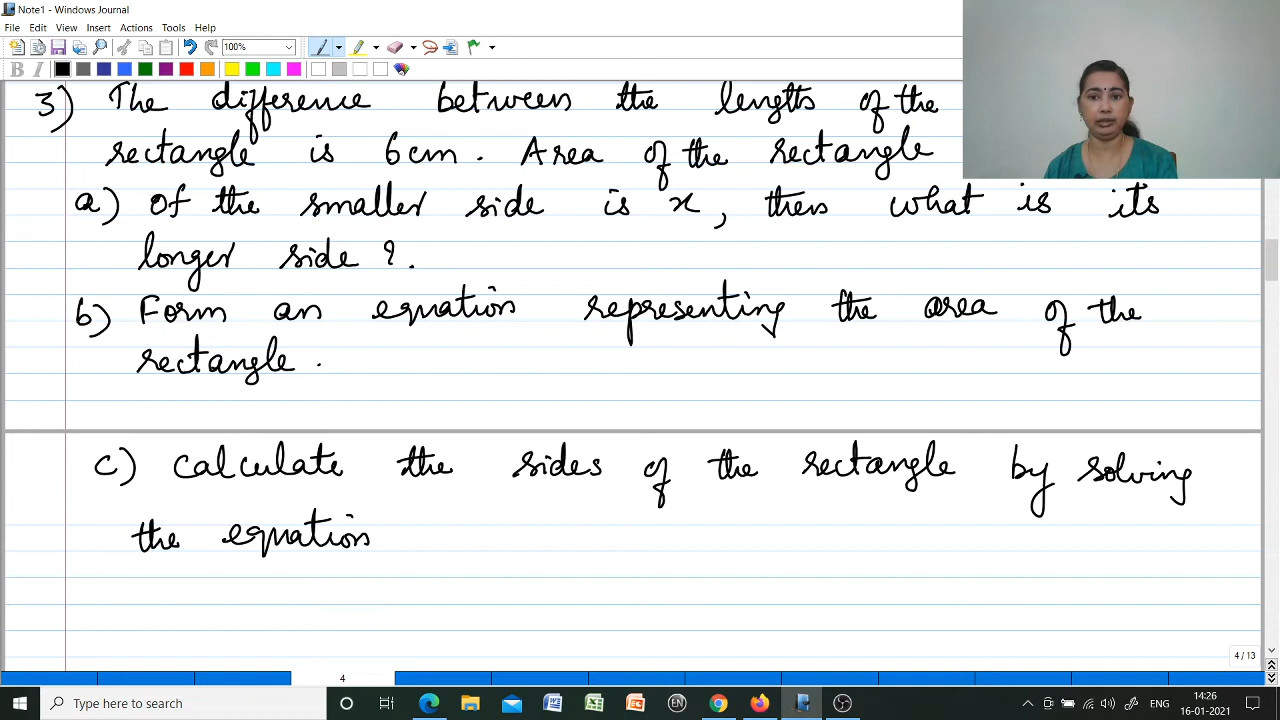 Note1 - Windows Journal
File Edit View Insert Actions Tools Help
100%
B I
3) The difference between the lengths of the
rectangle is 6cm. Area of the rectangle
a) Of the smaller side is x, then what is its
longer side ?.
b) Form an equation representing the area of the
rectangle.
c) Calculate the sides of the rectangle by solving
the equation
4 / 13
4
Type here to search
EN
ENG
14:26
16-01-2021